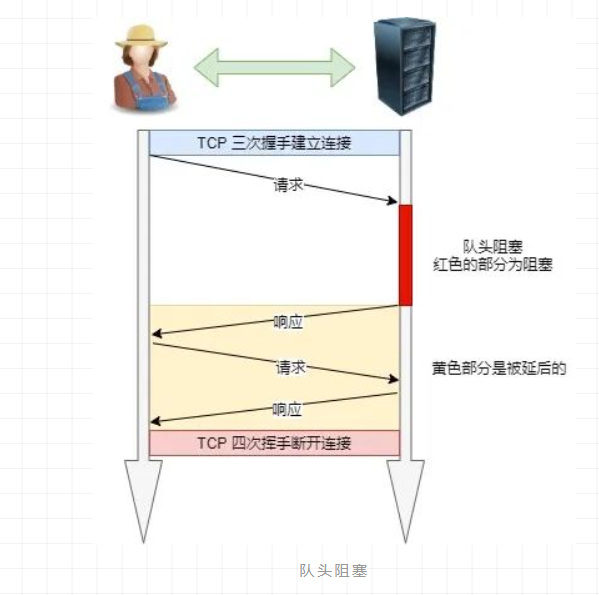 TCP 三次握手建立连接
请求
队头阻塞
红色的部分为阻塞
响应
请求
黄色部分是被延后的
响应
TCP 四次挥手断开连接
队头阻塞